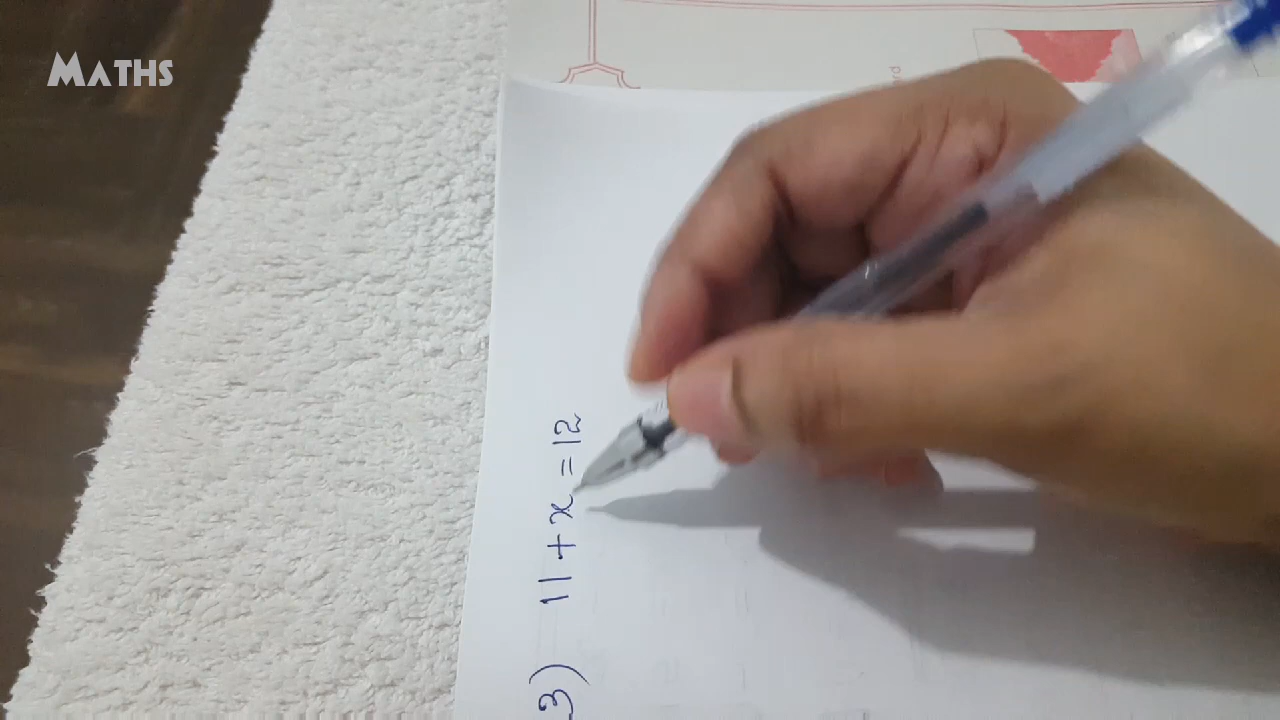 MATHS
3) 11 + x = 12